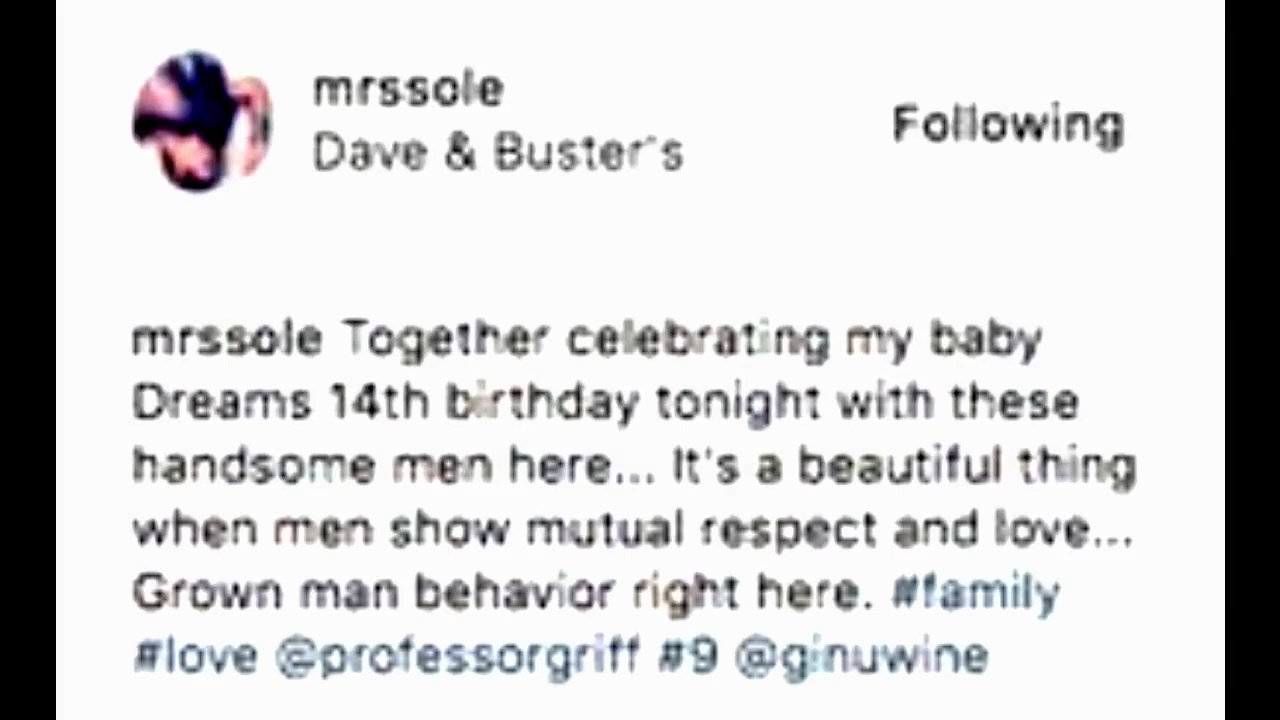 mrssole
Dave & Buster's
Following
mrssole Together celebrating my baby
Dreams 14th birthday tonight with these
handsome men here... It's a beautiful thing
when men show mutual respect and love...
Grown man behavior right here. #family
#love @professorgriff #9 @ginuwine